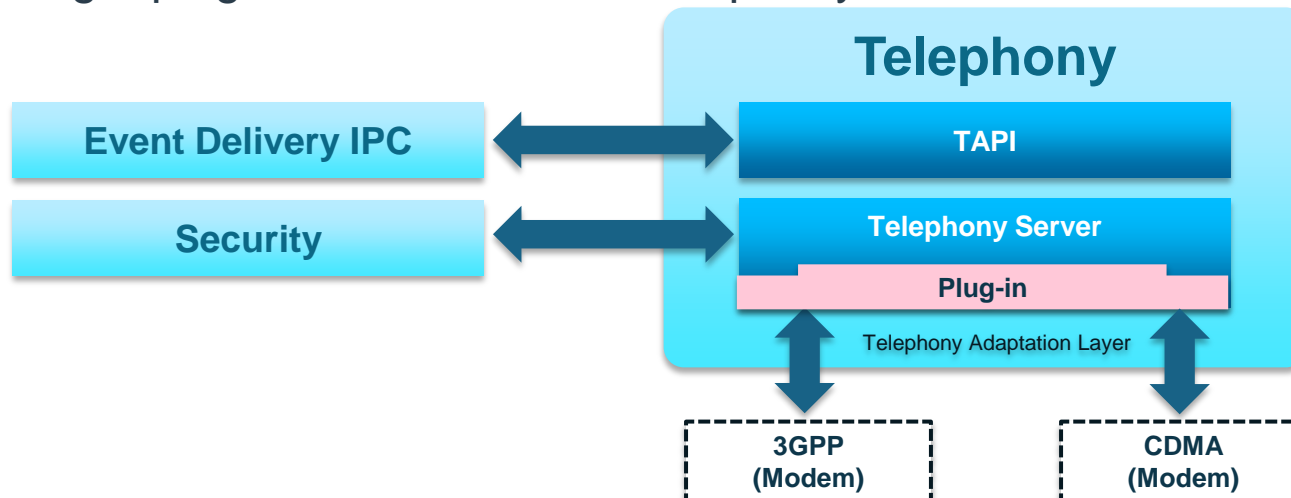 Telephony
Event Delivery IPC
TAPI
Security
Telephony Server
Plug-in
Telephony Adaptation Layer
3GPP
(Modem)
CDMA
(Modem)